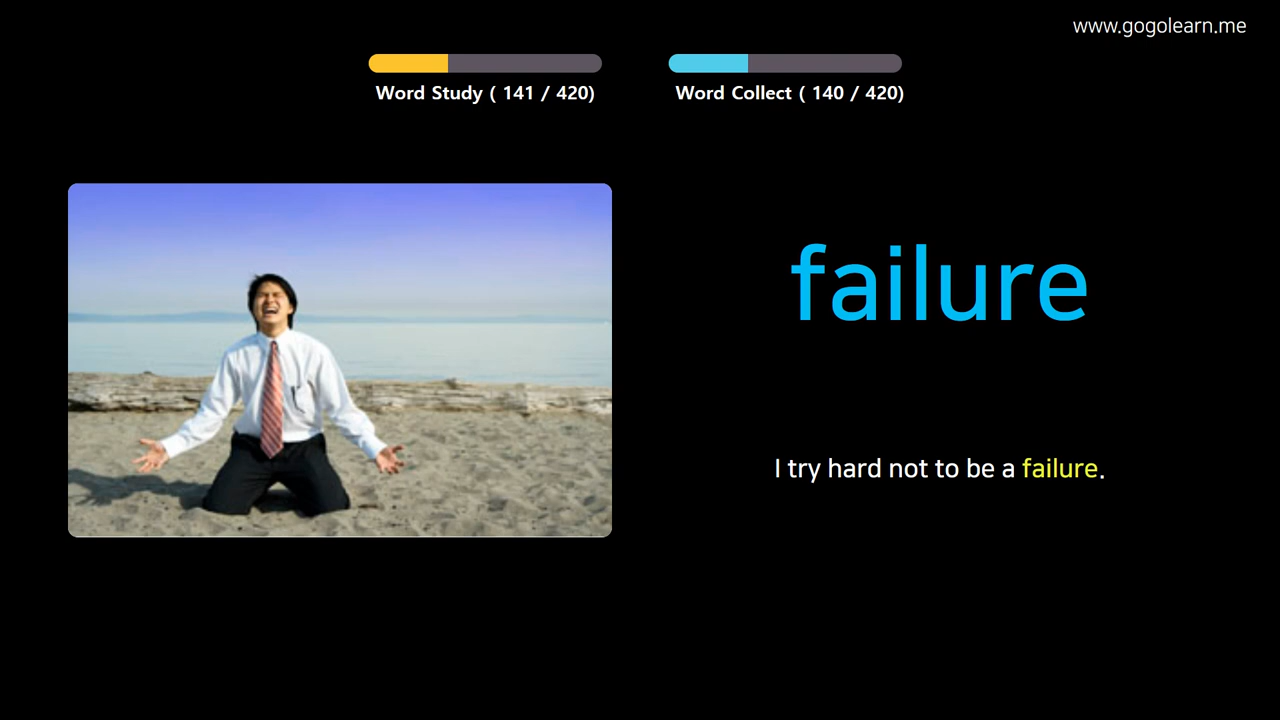 www.gogolearn.me
Word Study ( 141 / 420)
Word Collect ( 140 / 420)
failure
I try hard not to be a failure.